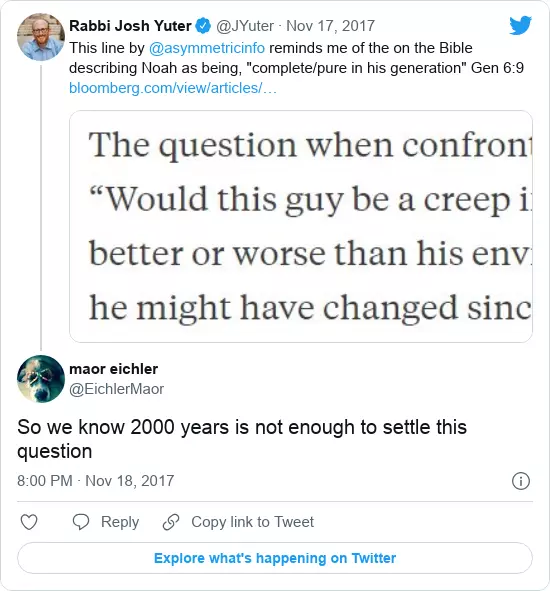 Rabbi Josh Yuter @JYuter · Nov 17, 2017
This line by @asymmetricinfo reminds me of the on the Bible
describing Noah as being, "complete/pure in his generation" Gen 6:9
bloomberg.com/view/articles/…
The question when confront
“Would this guy be a creep i
better or worse than his env
he might have changed sinc
maor eichler
@EichlerMaor
So we know 2000 years is not enough to settle this
question
8:00 PM · Nov 18, 2017
Reply Copy link to Tweet
Explore what's happening on Twitter